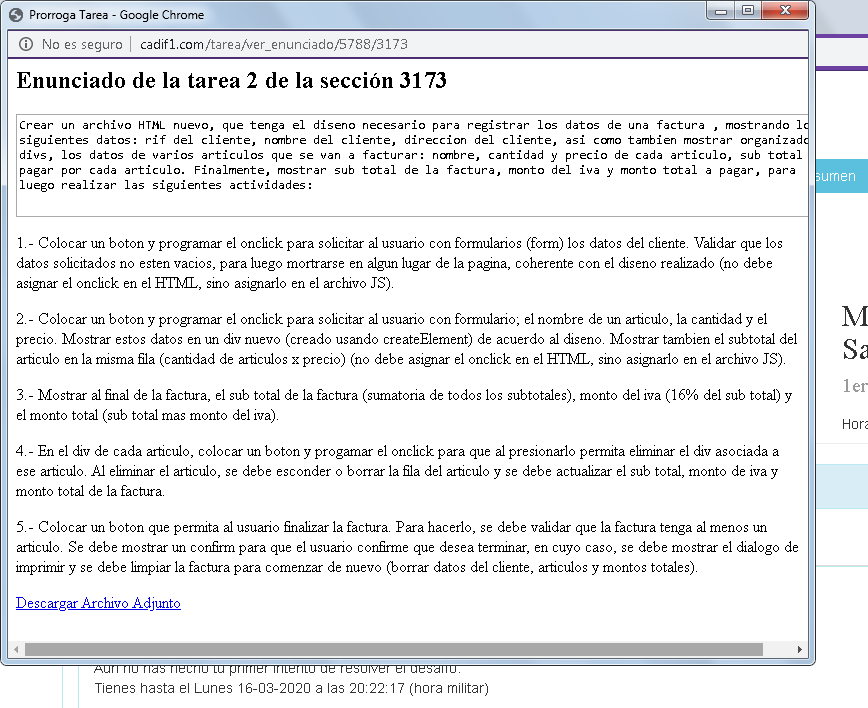 Prorroga Tarea - Google Chrome
No es seguro | cadif1.com/tarea/ver_enunciado/5788/3173
Enunciado de la tarea 2 de la sección 3173
Crear un archivo HTML nuevo, que tenga el diseno necesario para registrar los datos de una factura , mostrando lo
siguientes datos: rif del cliente, nombre del cliente, direccion del cliente, asi como tambien mostrar organizado
divs, los datos de varios articulos que se van a facturar: nombre, cantidad y precio de cada articulo, sub total
pagar por cada articulo. Finalmente, mostrar sub total de la factura, monto del iva y monto total a pagar, para
luego realizar las siguientes actividades:
1.- Colocar un boton y programar el onclick para solicitar al usuario con formularios (form) los datos del cliente. Validar que los
datos solicitados no esten vacios, para luego mortrarse en algun lugar de la pagina, coherente con el diseno realizado (no debe
asignar el onclick en el HTML, sino asignarlo en el archivo JS).
2.- Colocar un boton y programar el onclick para solicitar al usuario con formulario; el nombre de un articulo, la cantidad y el
precio. Mostrar estos datos en un div nuevo (creado usando createElement) de acuerdo al diseno. Mostrar tambien el subtotal del
articulo en la misma fila (cantidad de articulos x precio) (no debe asignar el onclick en el HTML, sino asignarlo en el archivo JS).
3.- Mostrar al final de la factura, el sub total de la factura (sumatoria de todos los subtotales), monto del iva (16% del sub total) y
el monto total (sub total mas monto del iva).
4.- En el div de cada articulo, colocar un boton y progamar el onclick para que al presionarlo permita eliminar el div asociada a
ese articulo. Al eliminar el articulo, se debe esconder o borrar la fila del articulo y se debe actualizar el sub total, monto de iva y
monto total de la factura.
5.- Colocar un boton que permita al usuario finalizar la factura. Para hacerlo, se debe validar que la factura tenga al menos un
articulo. Se debe mostrar un confirm para que el usuario confirme que desea terminar, en cuyo caso, se debe mostrar el dialogo de
imprimir y se debe limpiar la factura para comenzar de nuevo (borrar datos del cliente, articulos y montos totales).
Descargar Archivo Adjunto
sumen
M
Sa
1er
Hora
Aun no has hecho tu primer intento de resolver el desafio.
Tienes hasta el Lunes 16-03-2020 a las 20:22:17 (hora militar)